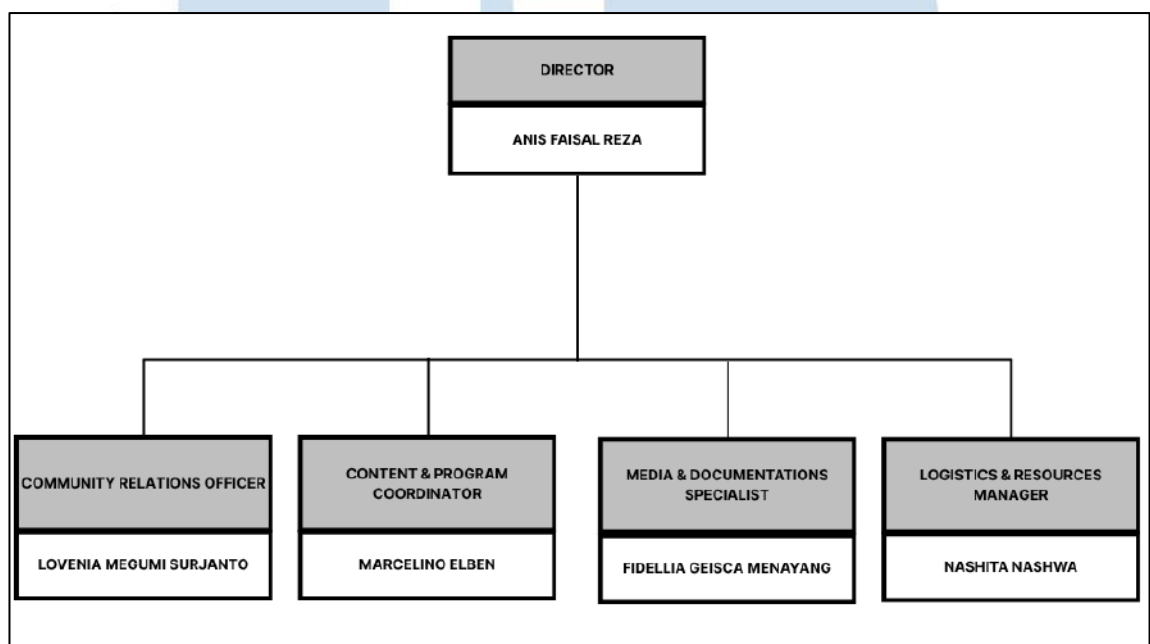 DIRECTOR
ANIS FAISAL REZA
COMMUNITY RELATIONS OFFICER
LOVENIA MEGUMI SURJANTO
CONTENT & PROGRAM
COORDINATOR
MARCELINO ELBEN
MEDIA & DOCUMENTATIONS
SPECIALIST
FIDELLIA GEISCA MENAYANG
LOGISTICS & RESOURCES
MANAGER
NASHITA NASHWA